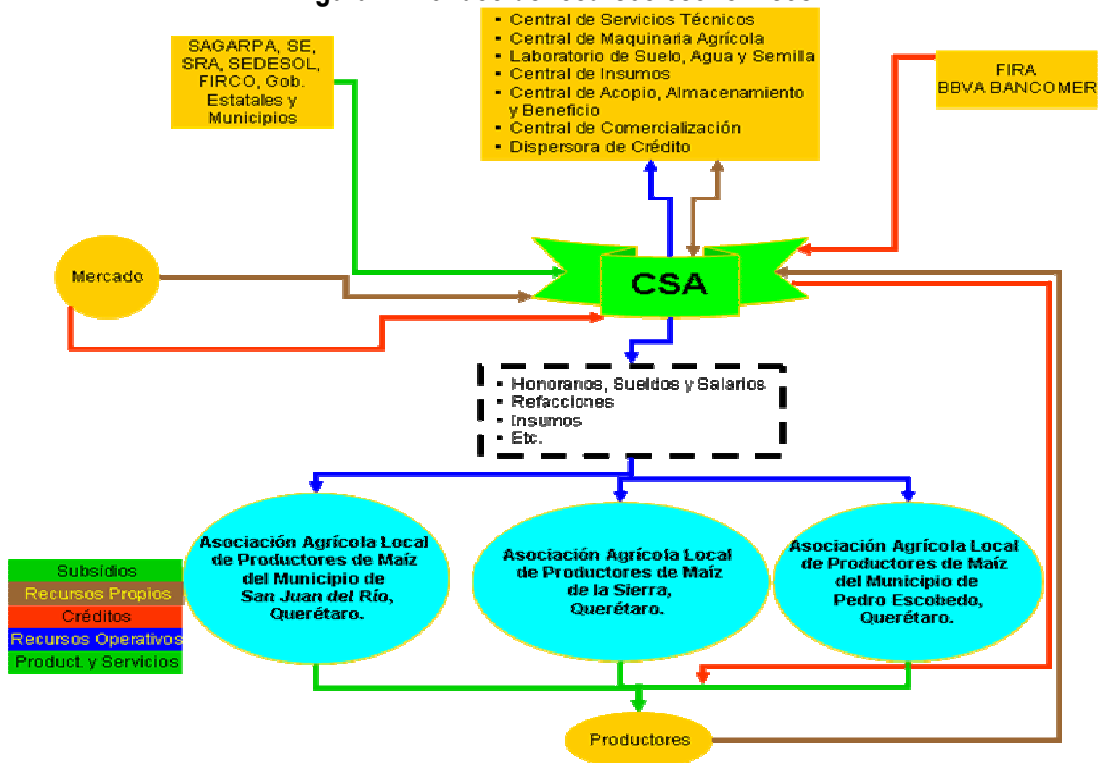 SAGARPA, SE,
SRA, SEDESOL,
FIRCO, Gob.
Estatales y
Municipios
▪ Central de Servicios Técnicos
▪ Central de Maquinaria Agrícola
▪ Laboratorio de Suelo, Agua y Semilla
▪ Central de Insumos
▪ Central de Acopio, Almacenamiento
y Beneficio
▪ Central de Comercialización
▪ Dispersora de Crédito
FIRA
BBVA BANCOMER
Mercado
CSA
▪ Honoranos, Sueldos y Salarios
▪ Refacciones
▪ Insumos
▪ Etc.
Asociación Agrícola Local
de Productores de Maíz
del Municipio de
San Juan del Río,
Querétaro.
Asociación Agrícola Local
de Productores de Maíz
de la Sierra,
Querétaro.
Asociación Agrícola Local
de Productores de Maíz
del Municipio de
Pedro Escobedo,
Querétaro.
Subsidios
Recursos Propios
Créditos
Recursos Operativos
Product. y Servicios
Productores